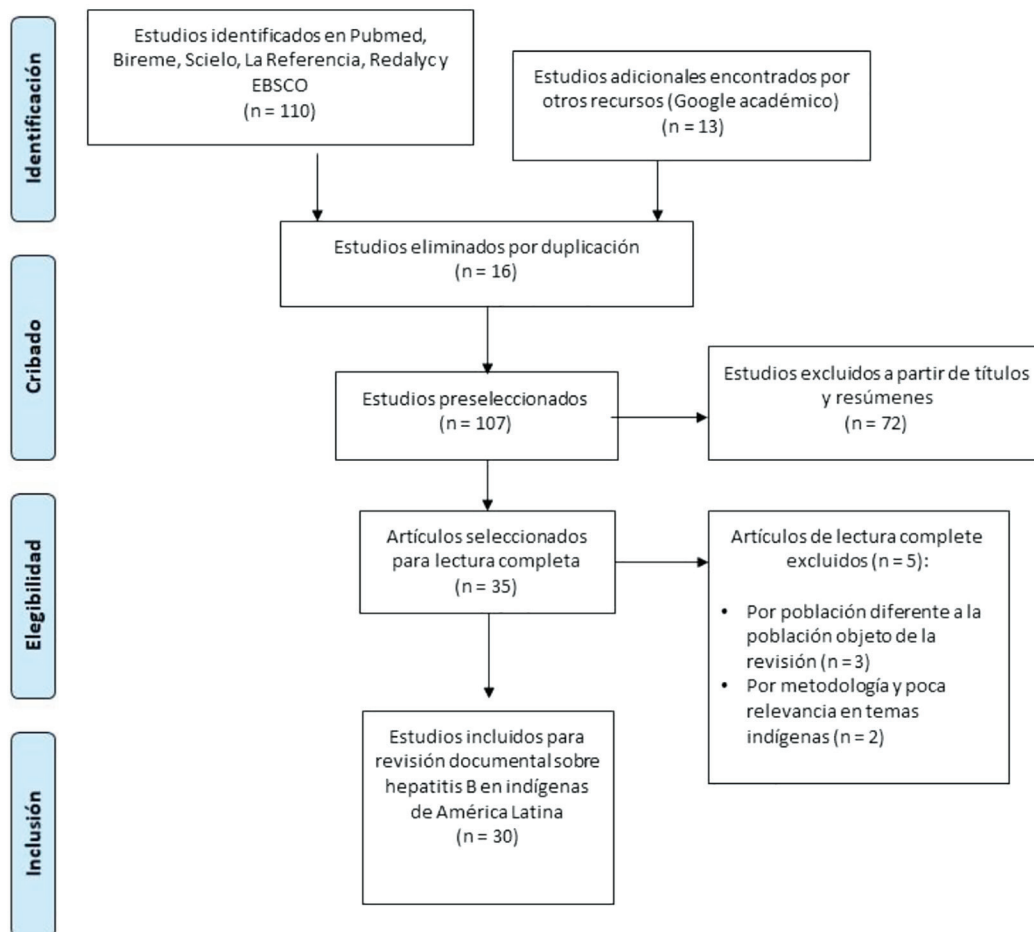 Identificación
Estudios identificados en Pubmed,
Bireme, Scielo, La Referencia, Redalyc y
EBSCO
(n = 110)
Estudios adicionales encontrados por
otros recursos (Google académico)
(n = 13)
Estudios eliminados por duplicación
(n = 16)
Cribado
Estudios preseleccionados
(n = 107)
Estudios excluidos a partir de títulos
y resúmenes
(n = 72)
Elegibilidad
Artículos seleccionados
para lectura completa
(n = 35)
Artículos de lectura complete
excluidos (n = 5):
• Por población diferente a la
población objeto de la
revisión (n = 3)
• Por metodología y poca
relevancia en temas
indígenas (n = 2)
Inclusión
Estudios incluidos para
revisión documental sobre
hepatitis B en indígenas
de América Latina
(n = 30)